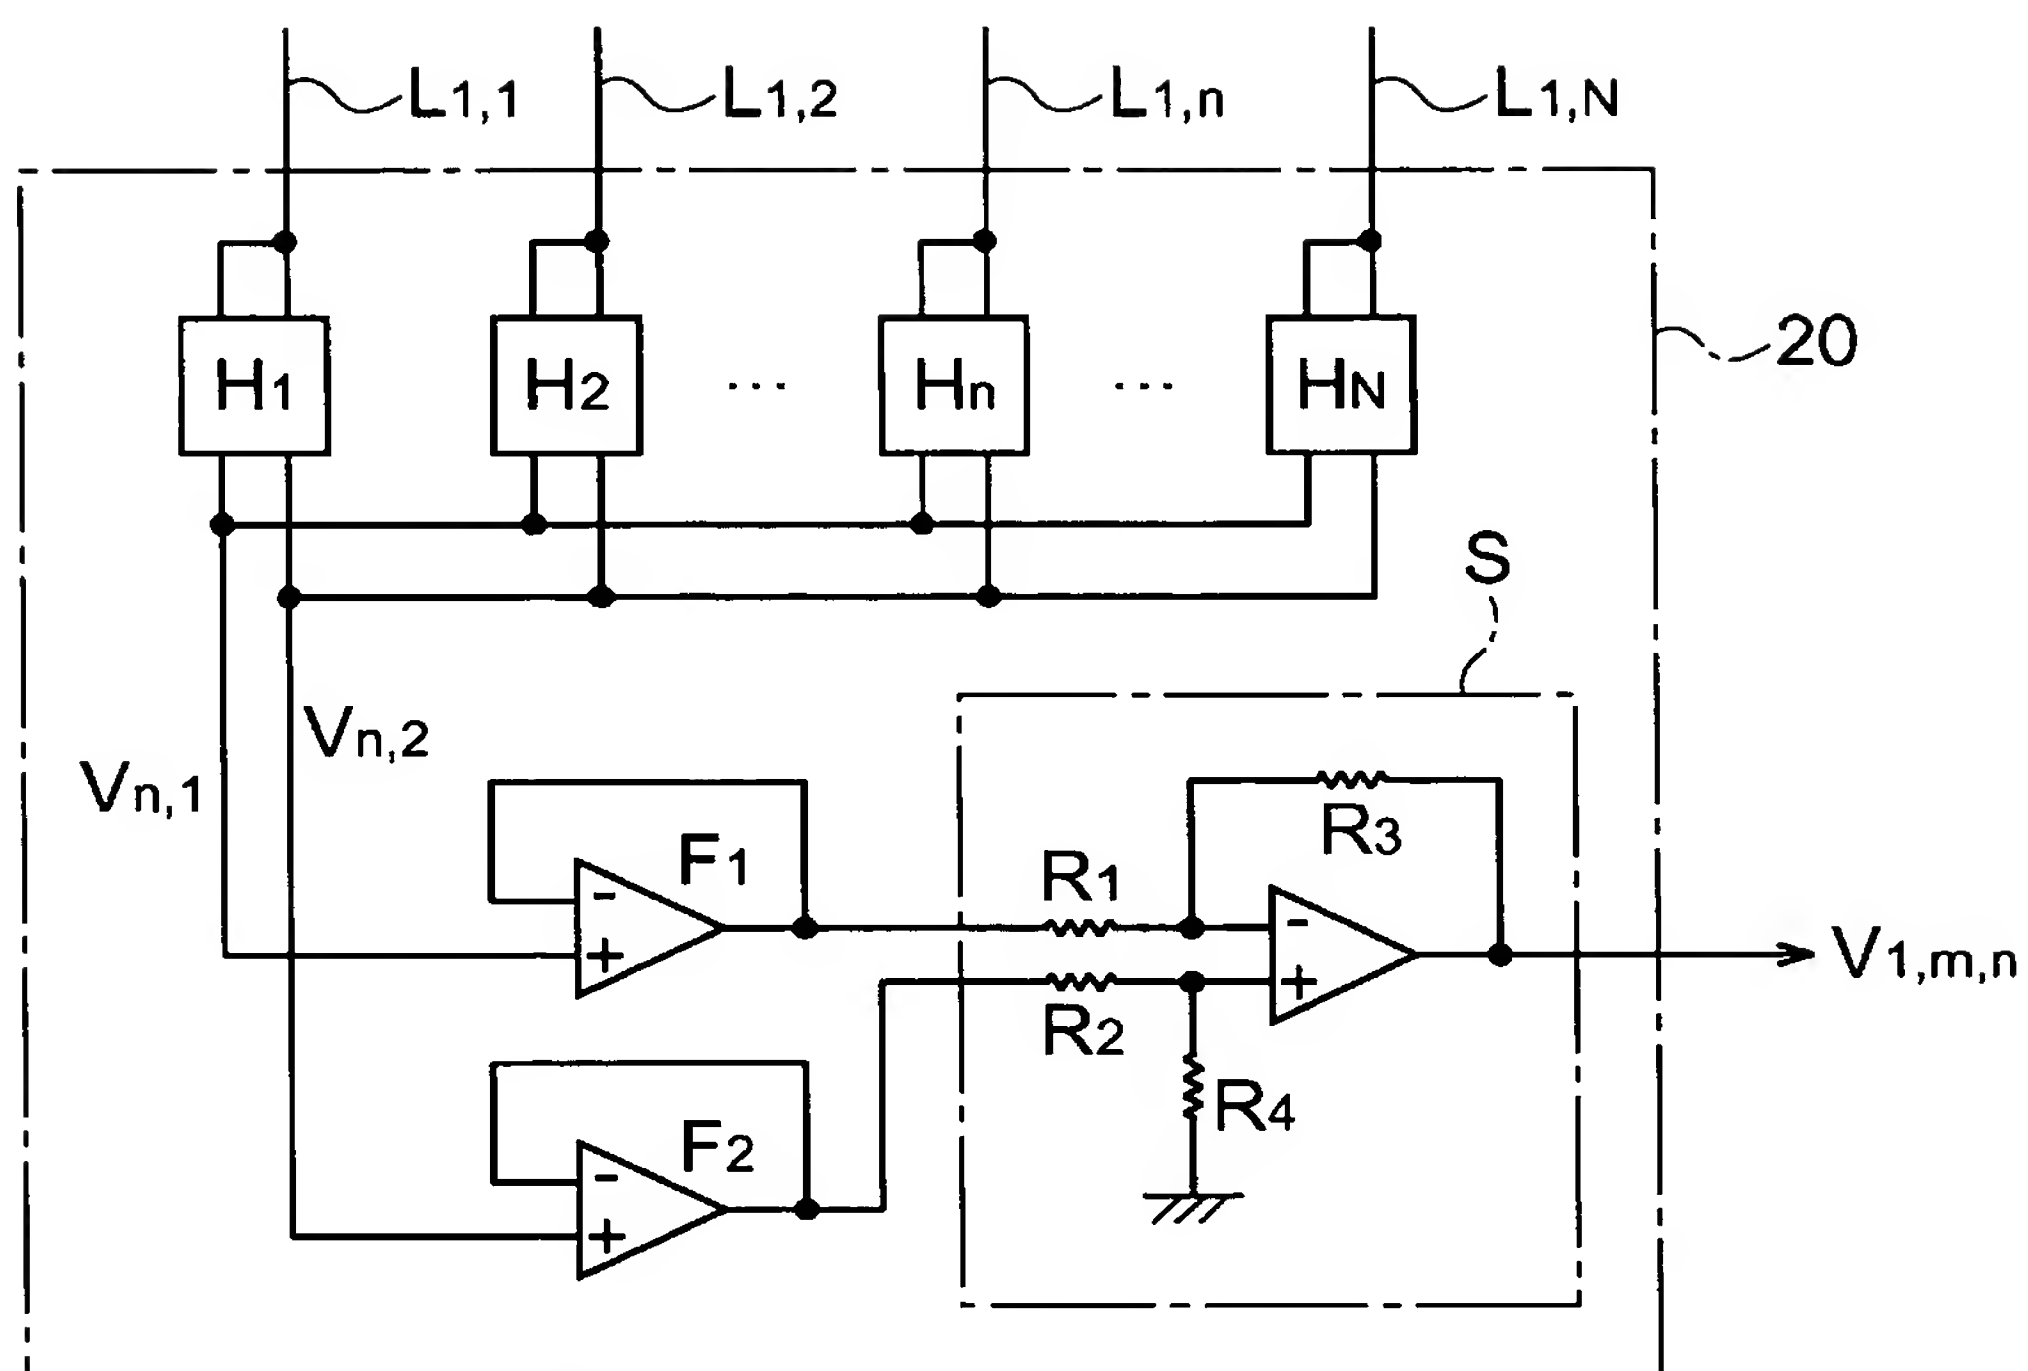 L1,1
L1,2
L1,n
L1,N
20
H1
H2
...
Hn
...
HN
S
Vn,2
Vn,1
R3
F1
R1
-
-
+
V1,m,n
+
R2
R4
F2
-
+